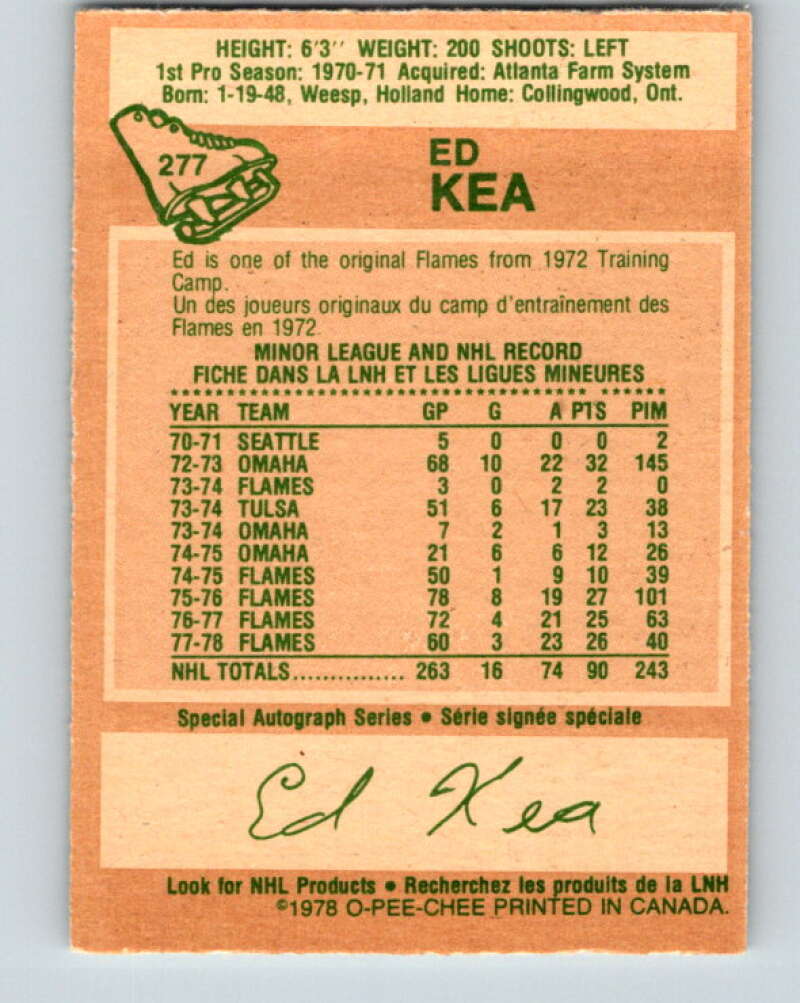 HEIGHT: 6'3'' WEIGHT: 200 SHOOTS: LEFT
1st Pro Season: 1970-71 Acquired: Atlanta Farm System
Born: 1-19-48, Weesp, Holland Home: Collingwood, Ont.
277
ED
KEA
Ed is one of the original Flames from 1972 Training
Camp.
Un des joueurs originaux du camp d'entraînement des
Flames en 1972.
MINOR LEAGUE AND NHL RECORD
FICHE DANS LA LNH ET LES LIGUES MINEURES
YEAR TEAM GP G A PTS PIM
70-71 SEATTLE 5 0 0 0 2
72-73 OMAHA 68 10 22 32 145
73-74 FLAMES 3 0 2 2 0
73-74 TULSA 51 6 17 23 38
73-74 OMAHA 7 2 1 3 13
74-75 OMAHA 21 6 6 12 26
74-75 FLAMES 50 1 9 10 39
75-76 FLAMES 78 8 19 27 101
76-77 FLAMES 72 4 21 25 63
77-78 FLAMES 60 3 23 26 40
NHL TOTALS............... 263 16 74 90 243
Special Autograph Series • Série signée spéciale
Ed Kea
Look for NHL Products • Recherchez les produits de la LNH
©1978 O-PEE-CHEE PRINTED IN CANADA.